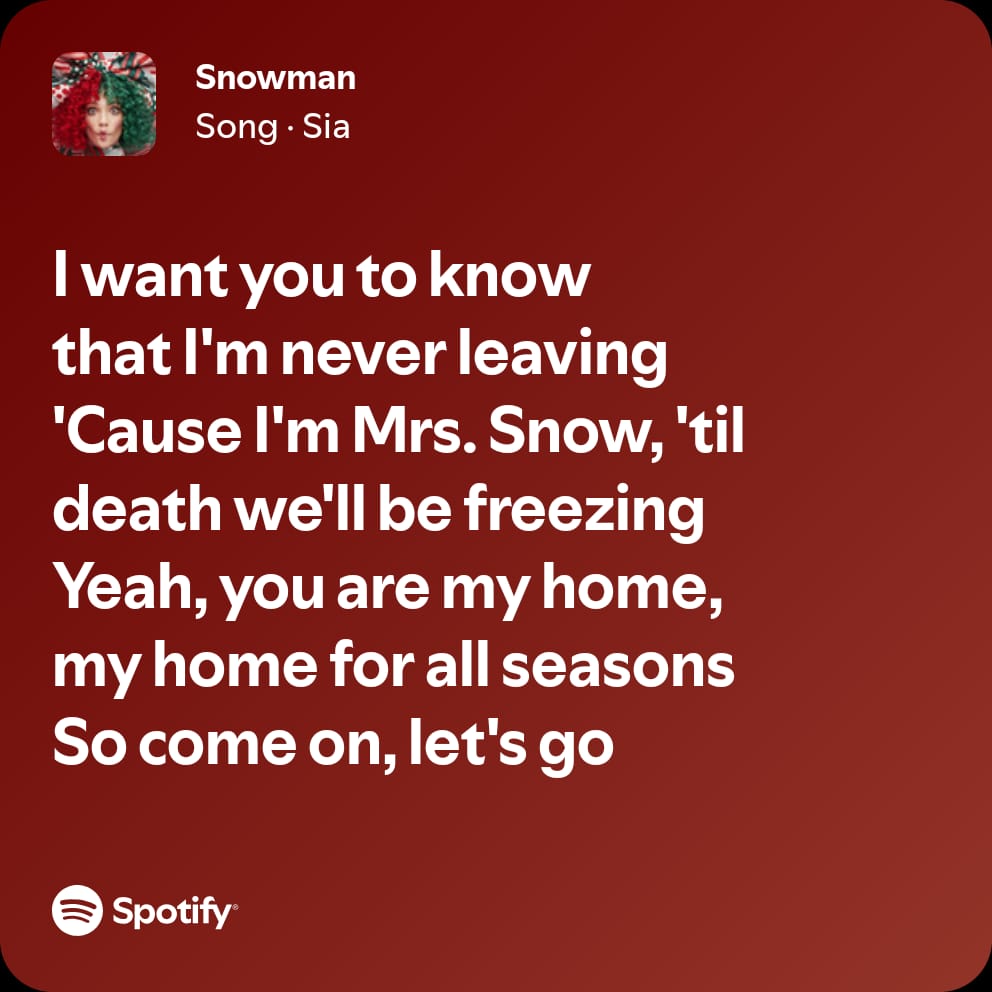 Snowman
Song · Sia
I want you to know
that I'm never leaving
'Cause I'm Mrs. Snow, 'til
death we'll be freezing
Yeah, you are my home,
my home for all seasons
So come on, let's go
Spotify®